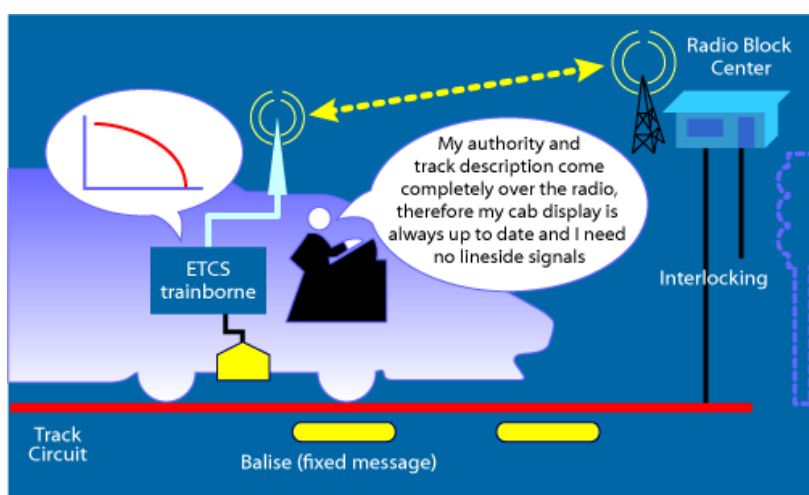 Radio Block
Center
My authority and
track description come
completely over the radio,
therefore my cab display is
always up to date and I need
no lineside signals
ETCS
trainborne
Interlocking
Track
Circuit
Balise (fixed message)